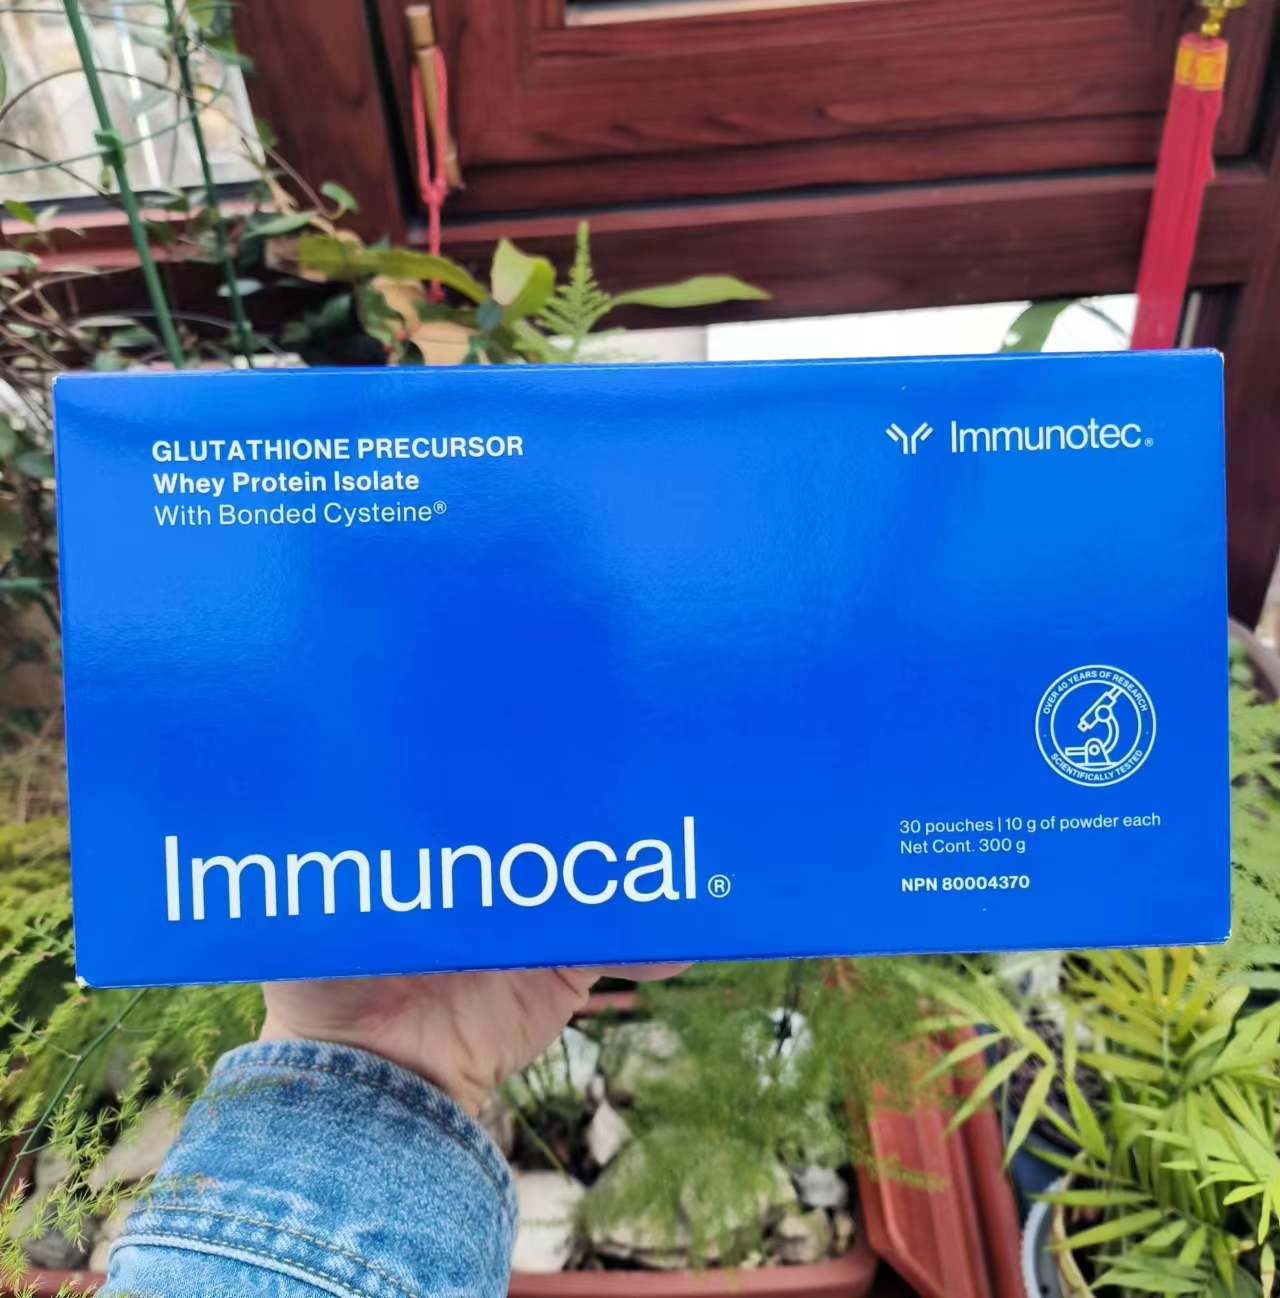 GLUTATHIONE PRECURSOR
Whey Protein Isolate
With Bonded Cysteine®
Immunotec®
OVER 40 YEARS OF RESEARCH
SCIENTIFICALLY TESTED
Immunocal®
30 pouches | 10 g of powder each
Net Cont. 300 g
NPN 80004370